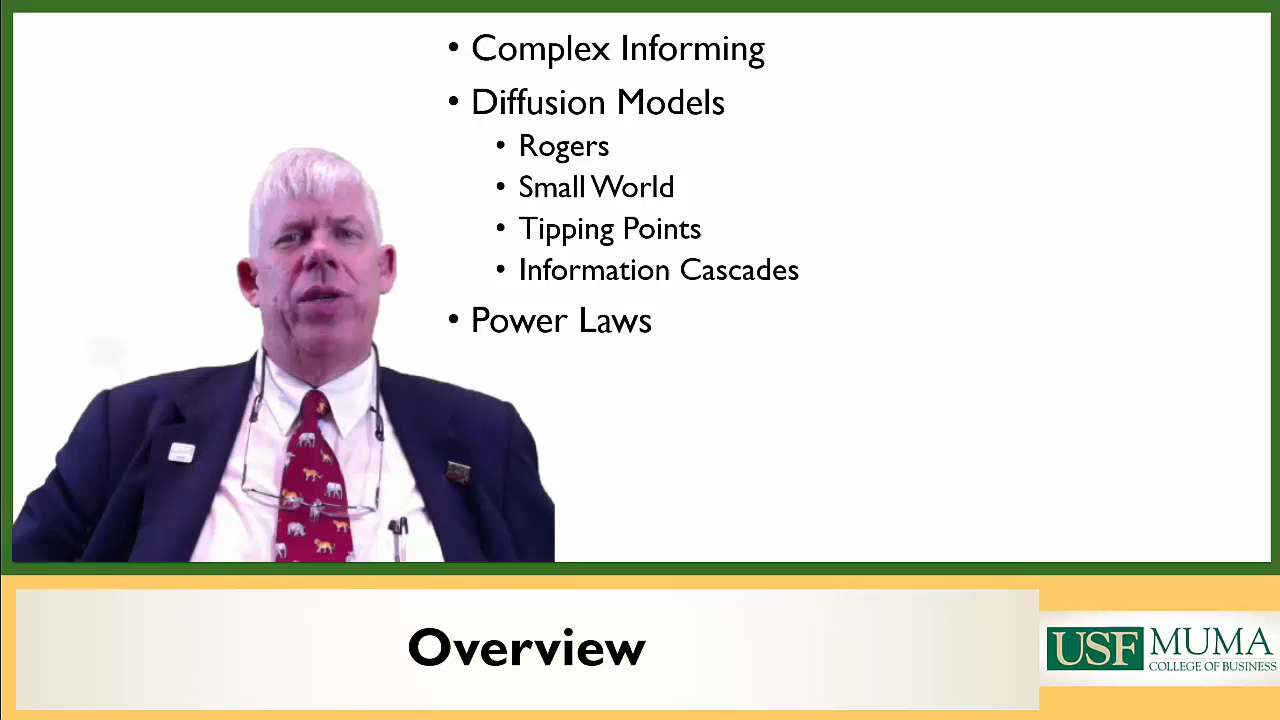 • Complex Informing
• Diffusion Models
• Rogers
• Small World
• Tipping Points
• Information Cascades
• Power Laws
Overview
USF MUMA
COLLEGE OF BUSINESS